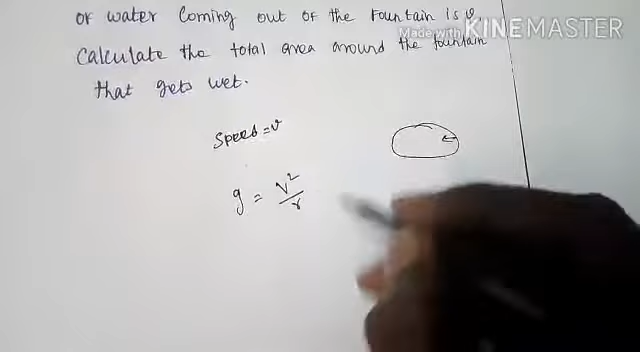 of water coming out of the fountain is v.
Made with KINEMASTER
Calculate the total area around the fountain
that gets wet.
Speed = v
g = v²/r